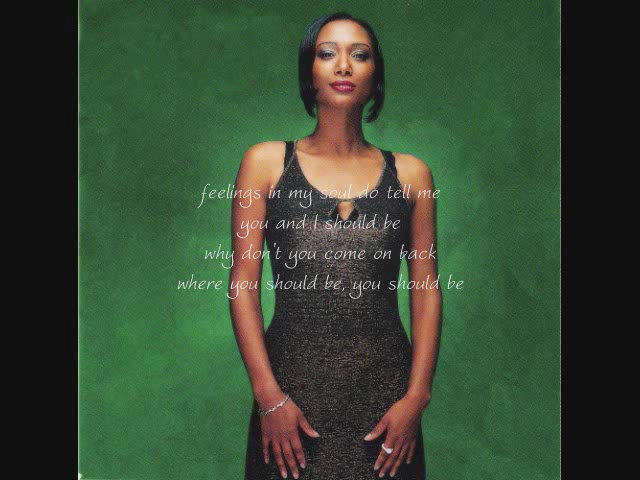 feelings in my soul do tell me
you and I should be
why don't you come on back
where you should be, you should be